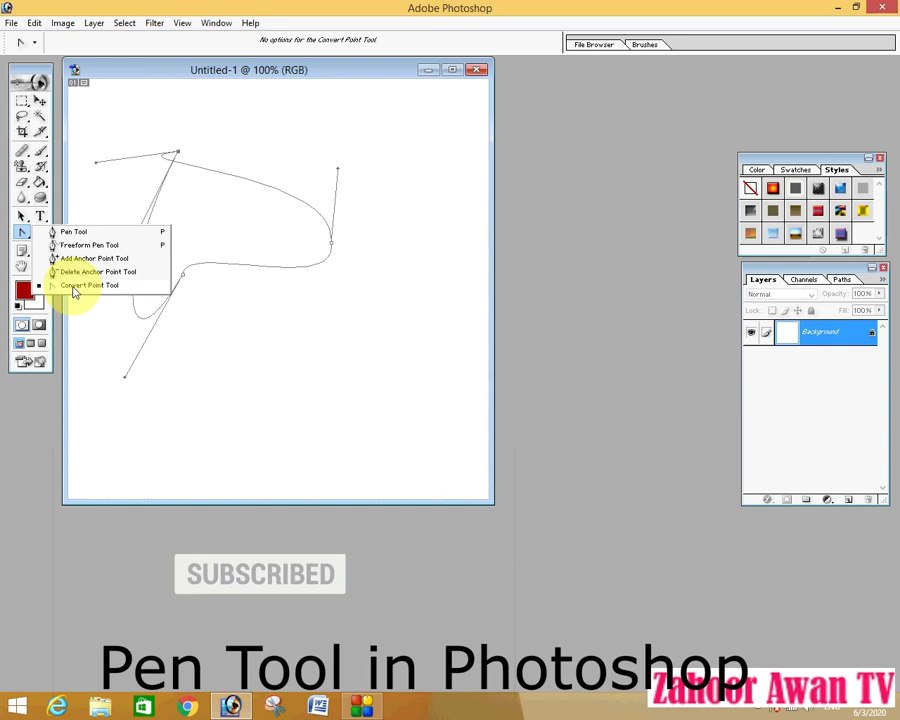 Adobe Photoshop
File Edit Image Layer Select Filter View Window Help
No options for the Convert Point Tool
File Browser Brushes
Untitled-1 @ 100% (RGB)
Color Swatches Styles
Pen Tool P
Freeform Pen Tool P
Add Anchor Point Tool
Delete Anchor Point Tool
Convert Point Tool
Layers Channels Paths
Normal Opacity: 100%
Lock: Fill: 100%
Background
SUBSCRIBED
Pen Tool in Photoshop
Zahoor Awan TV
6/3/2020